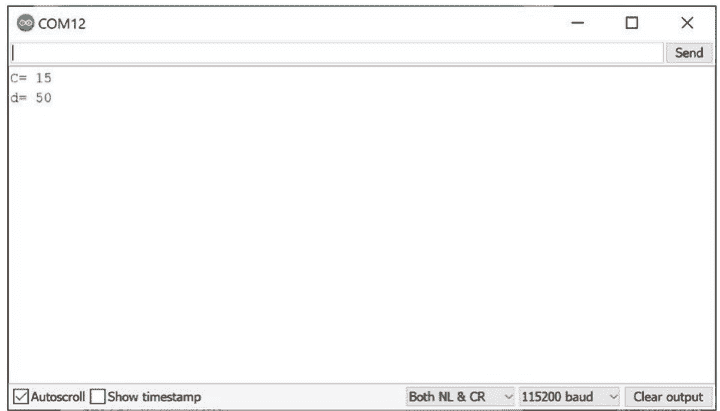 COM12
Send
C= 15
d= 50
Autoscroll Show timestamp Both NL & CR 115200 baud Clear output